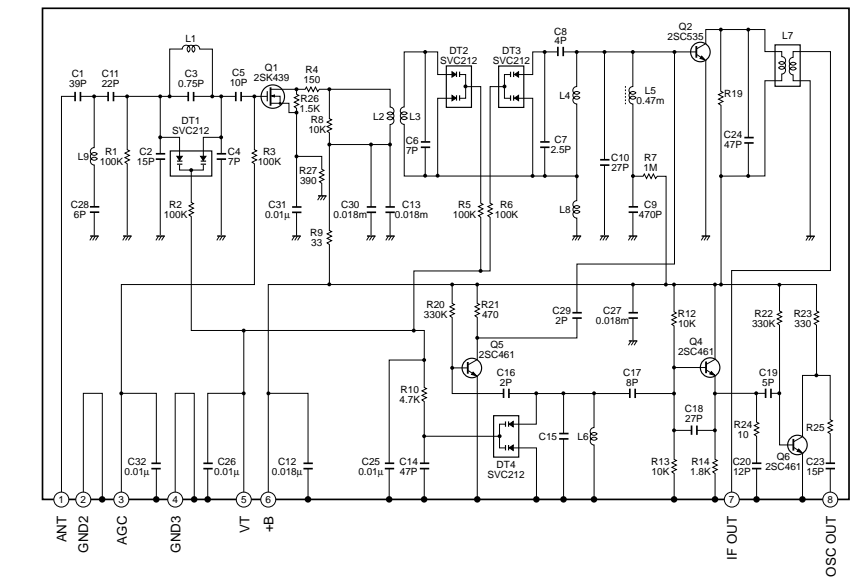 L1
C1
39P
C11
22P
C3
0.75P
C5
10P
Q1
2SK439
R4
150
R26
1.5K
R8
10K
L2
L3
DT2
SVC212
DT3
SVC212
C8
4P
Q2
2SC535
L7
L4
L5
0.47m
R19
DT1
SVC212
L9
R1
100K
C2
15P
C4
7P
R3
100K
C6
7P
C7
2.5P
C10
27P
R7
1M
C24
47P
R27
390
C28
6P
R2
100K
C31
0.01μ
C30
0.018m
C13
0.018m
R5
100K
R6
100K
L8
C9
470P
R9
33
R20
330K
R21
470
C29
2P
C27
0.018m
R12
10K
R22
330K
R23
330
Q5
2SC461
Q4
2SC461
C16
2P
C17
8P
C19
5P
R10
4.7K
C18
27P
R24
10
R25
C15
L6
Q6
2SC461
C32
0.01μ
C26
0.01μ
C12
0.018μ
C25
0.01μ
C14
47P
DT4
SVC212
R13
10K
R14
1.8K
C20
12P
C23
15P
1
2
3
4
5
6
7
8
ANT
GND2
AGC
GND3
VT
+B
IF OUT
OSC OUT